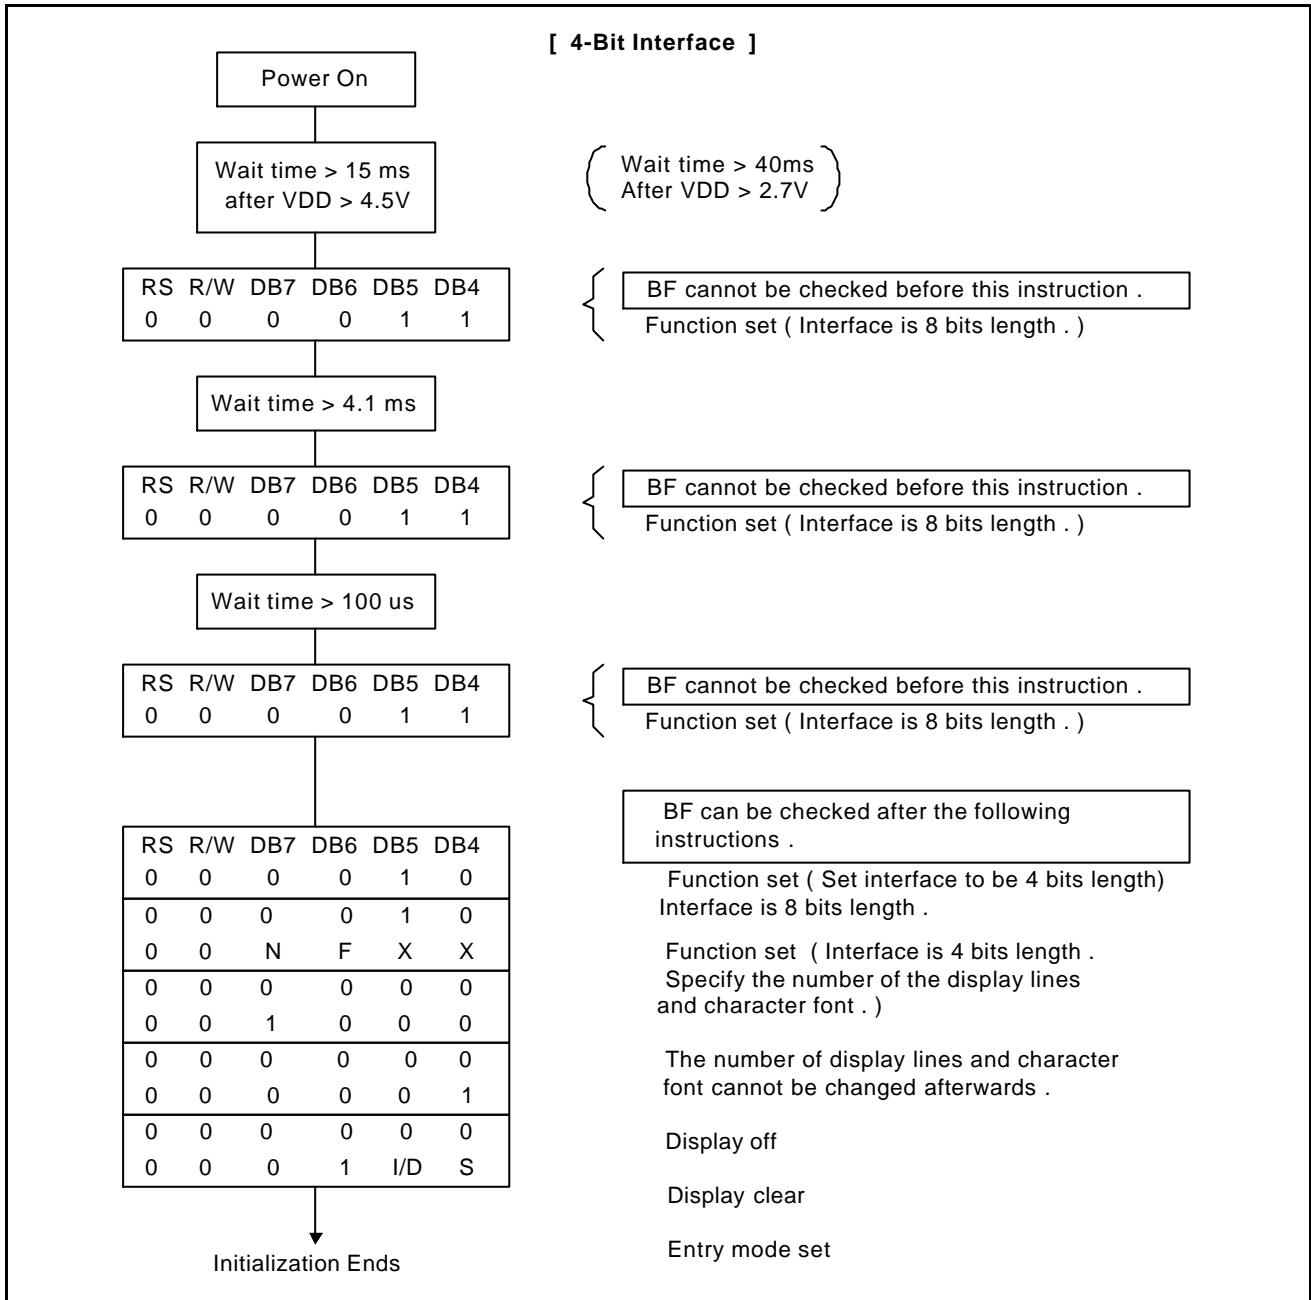 [ 4-Bit Interface ]
Power On
Wait time > 15 ms
after VDD > 4.5V
Wait time > 40ms
After VDD > 2.7V
RS R/W DB7 DB6 DB5 DB4
0 0 0 0 1 1
BF cannot be checked before this instruction .
Function set ( Interface is 8 bits length . )
Wait time > 4.1 ms
RS R/W DB7 DB6 DB5 DB4
0 0 0 0 1 1
BF cannot be checked before this instruction .
Function set ( Interface is 8 bits length . )
Wait time > 100 us
RS R/W DB7 DB6 DB5 DB4
0 0 0 0 1 1
BF cannot be checked before this instruction .
Function set ( Interface is 8 bits length . )
RS R/W DB7 DB6 DB5 DB4
0 0 0 0 1 0
0 0 0 0 1 0
0 0 N F X X
0 0 0 0 0 0
0 0 1 0 0 0
0 0 0 0 0 0
0 0 0 0 0 1
0 0 0 0 0 0
0 0 0 1 I/D S
BF can be checked after the following
instructions .
Function set ( Set interface to be 4 bits length)
Interface is 8 bits length .
Function set ( Interface is 4 bits length .
Specify the number of the display lines
and character font . )
The number of display lines and character
font cannot be changed afterwards .
Display off
Display clear
Entry mode set
Initialization Ends